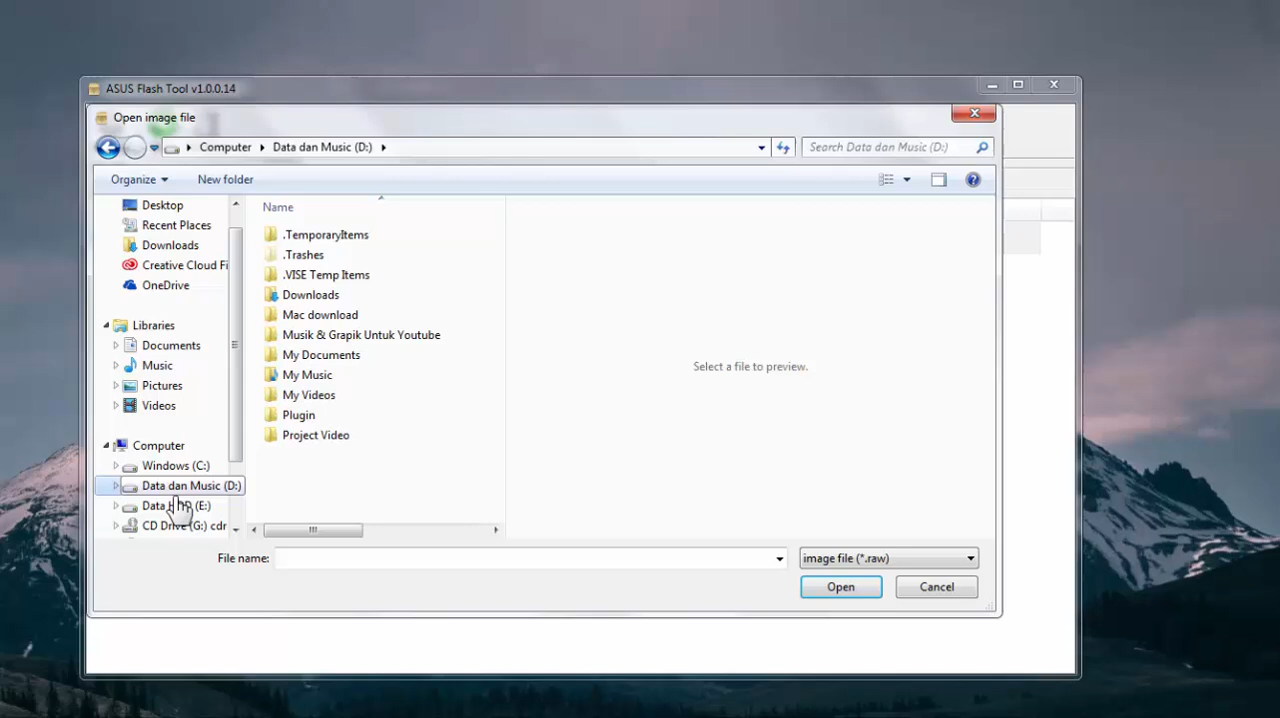 ASUS Flash Tool v1.0.0.14
Open image file
Computer
Data dan Music (D:)
Search Data dan Music (D:)
Organize
New folder
Desktop
Recent Places
Downloads
Creative Cloud Fi
OneDrive
Libraries
Documents
Music
Pictures
Videos
Computer
Windows (C:)
Data dan Music (D:)
Data (E:)
CD Drive (G:) cdr
Name
.TemporaryItems
.Trashes
.VISE Temp Items
Downloads
Mac download
Musik & Grapik Untuk Youtube
My Documents
My Music
My Videos
Plugin
Project Video
Select a file to preview.
File name:
image file (*.raw)
Open
Cancel